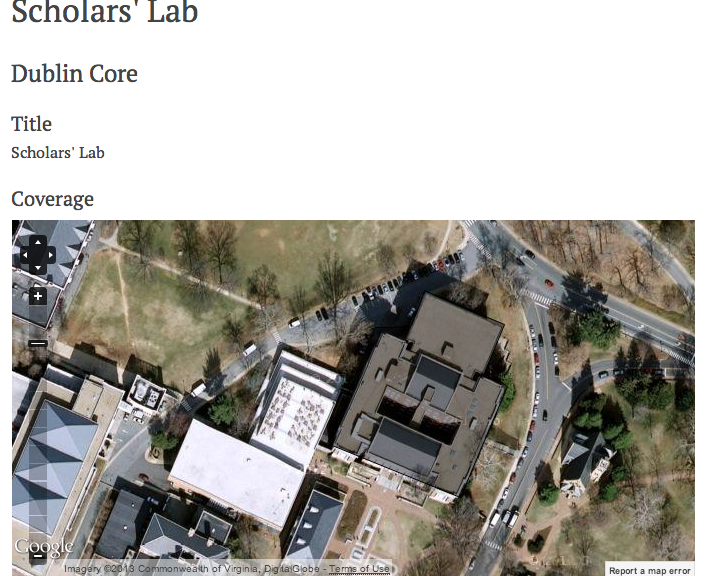 Scholars' Lab
Dublin Core
Title
Scholars' Lab
Coverage
Google
Imagery ©2013 Commonwealth of Virginia, DigitalGlobe - Terms of Use
Report a map error